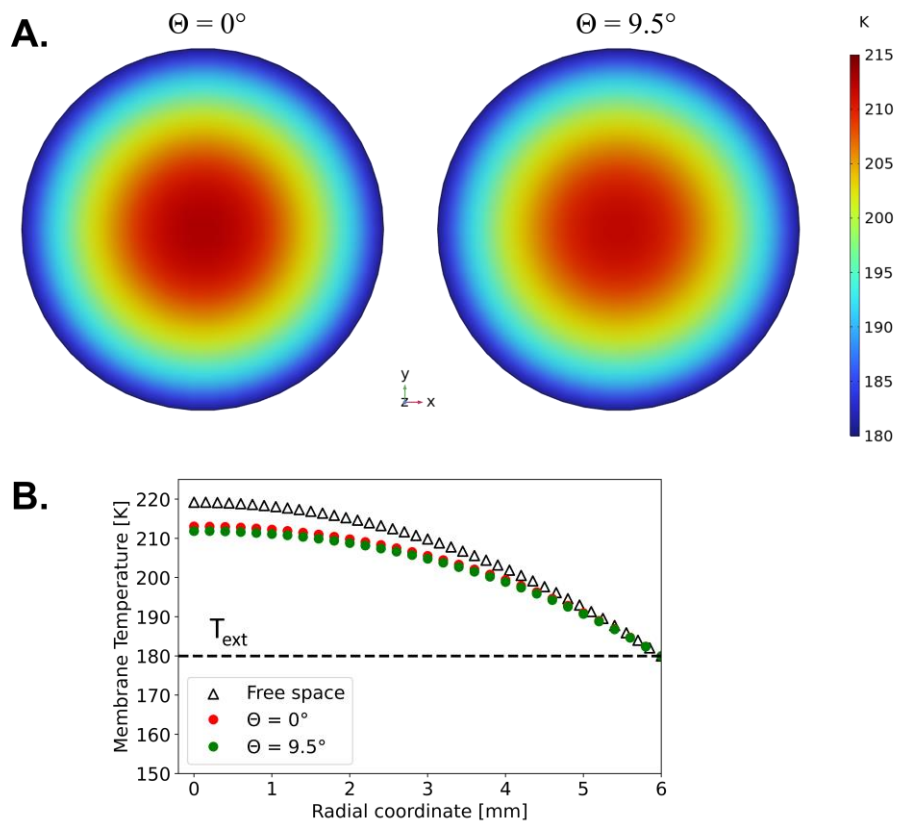 A.
Θ = 0°
Θ = 9.5°
K
215
210
205
200
195
190
185
180
y
z x
B.
Membrane Temperature [K]
220
210
200
190
180
170
160
150
T_ext
Free space
Θ = 0°
Θ = 9.5°
0 1 2 3 4 5 6
Radial coordinate [mm]